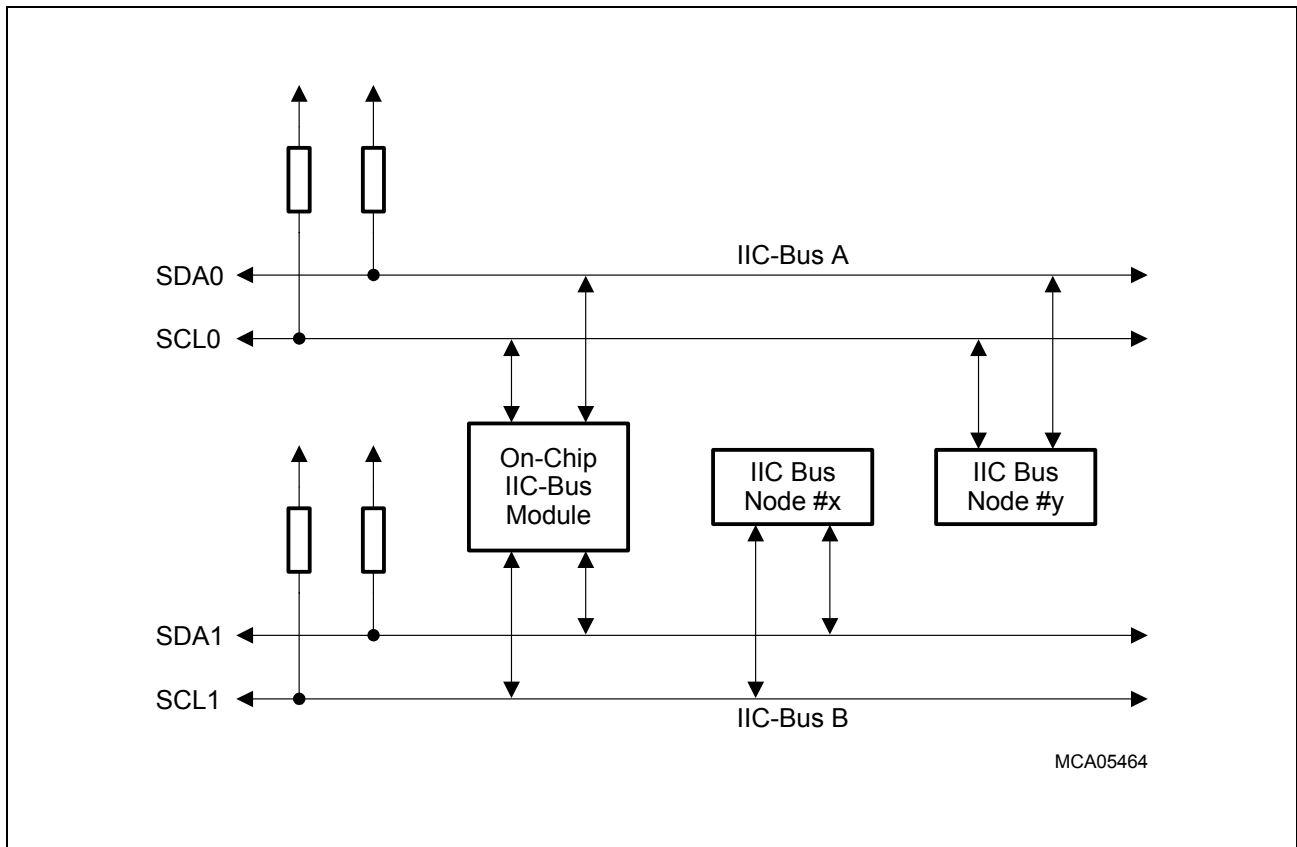 IIC-Bus A
SDA0
SCL0
On-Chip
IIC-Bus
Module
IIC Bus
Node #x
IIC Bus
Node #y
SDA1
SCL1
IIC-Bus B
MCA05464